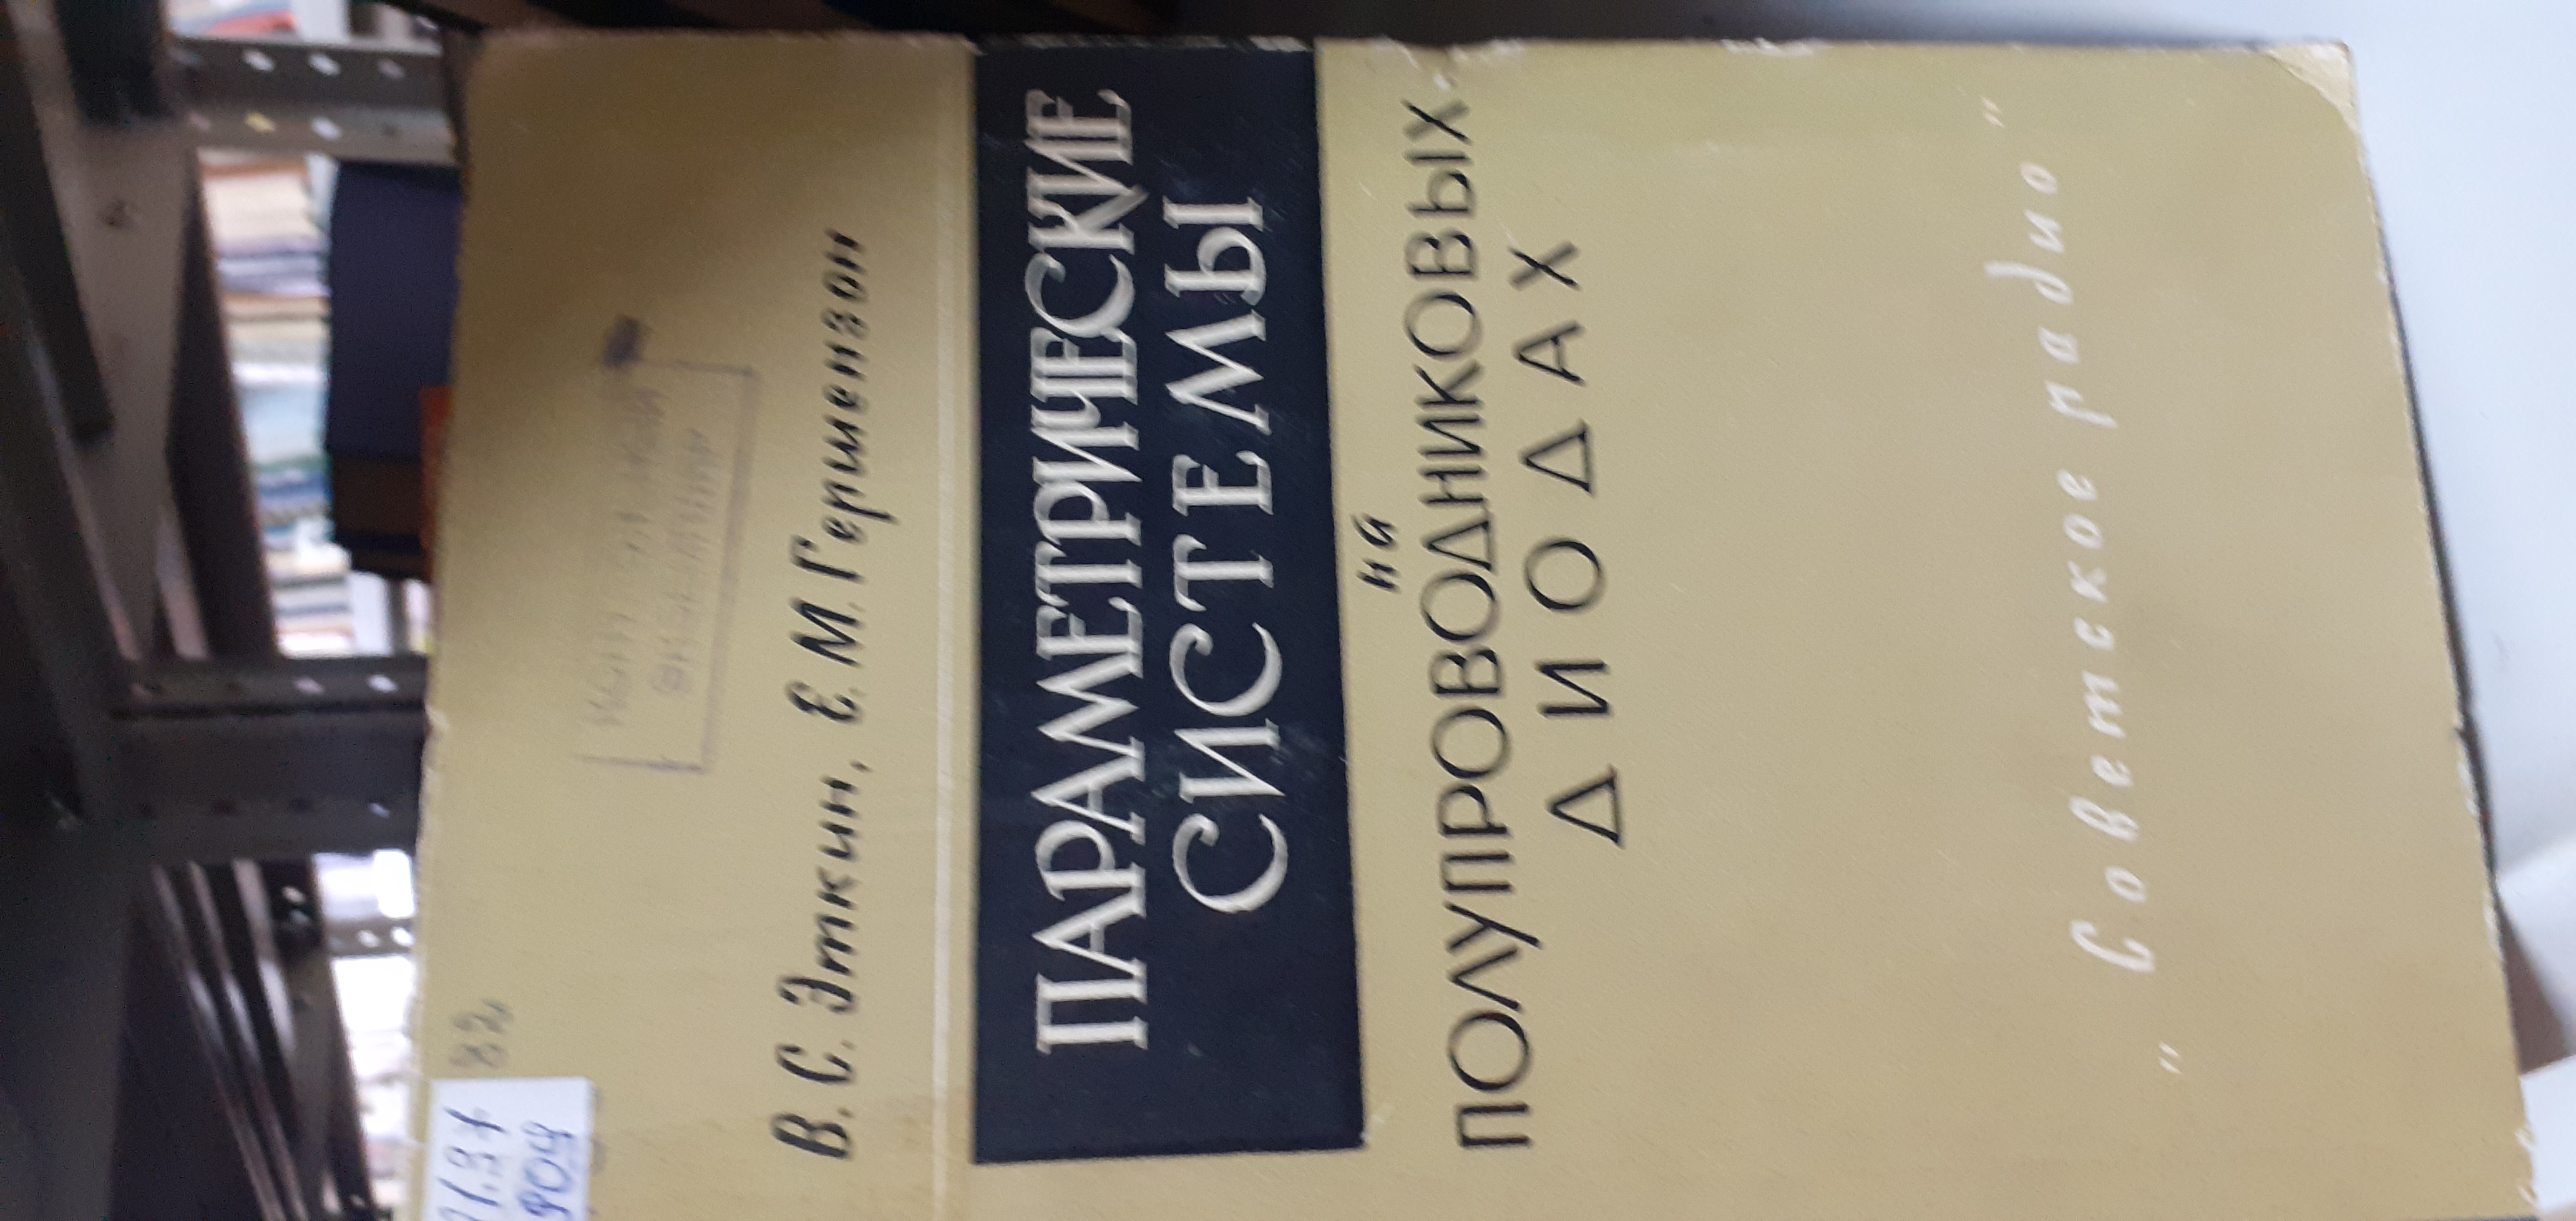 В. С. Эткин, Е. М. Гершензон
ПАРАМЕТРИЧЕСКИЕ
СИСТЕМЫ
на
ПОЛУПРОВОДНИКОВЫХ
ДИОДАХ
"Советское радио"